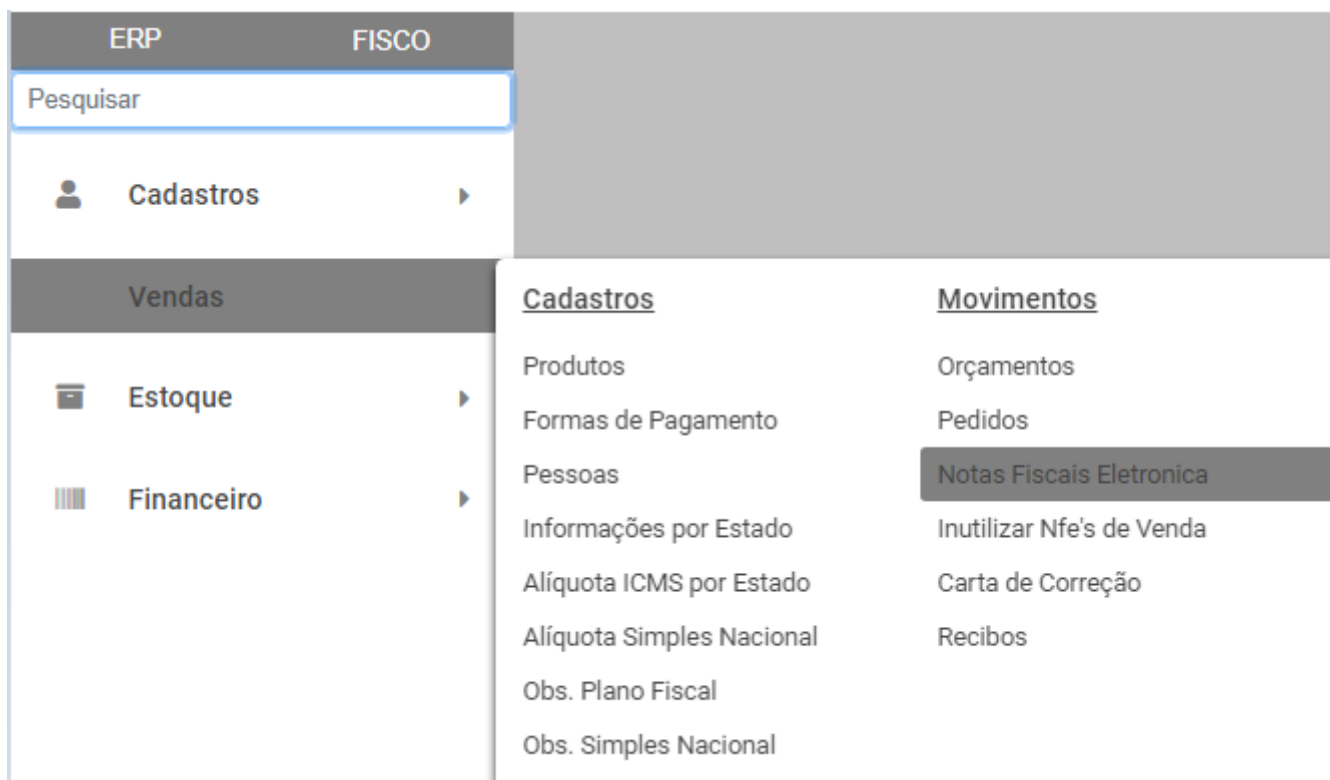 ERP FISCO
Pesquisar
Cadastros
Vendas
Estoque
Financeiro
Cadastros
Produtos
Formas de Pagamento
Pessoas
Informações por Estado
Alíquota ICMS por Estado
Alíquota Simples Nacional
Obs. Plano Fiscal
Obs. Simples Nacional
Movimentos
Orçamentos
Pedidos
Notas Fiscais Eletronica
Inutilizar Nfe's de Venda
Carta de Correção
Recibos